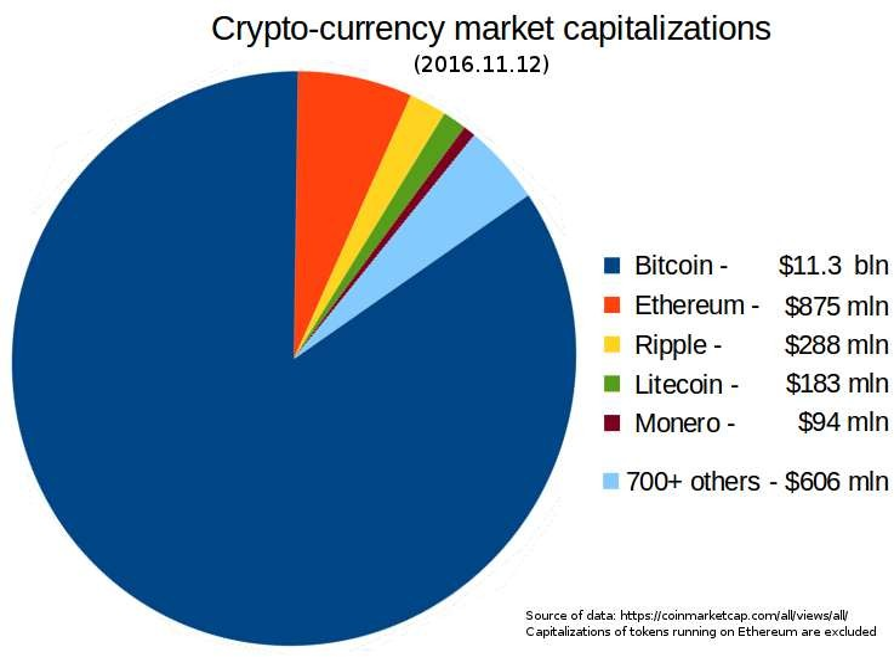 Crypto-currency market capitalizations
(2016.11.12)
Bitcoin - $11.3 bln
Ethereum - $875 mln
Ripple - $288 mln
Litecoin - $183 mln
Monero - $94 mln
700+ others - $606 mln
Source of data: https://coinmarketcap.com/all/views/all/
Capitalizations of tokens running on Ethereum are excluded